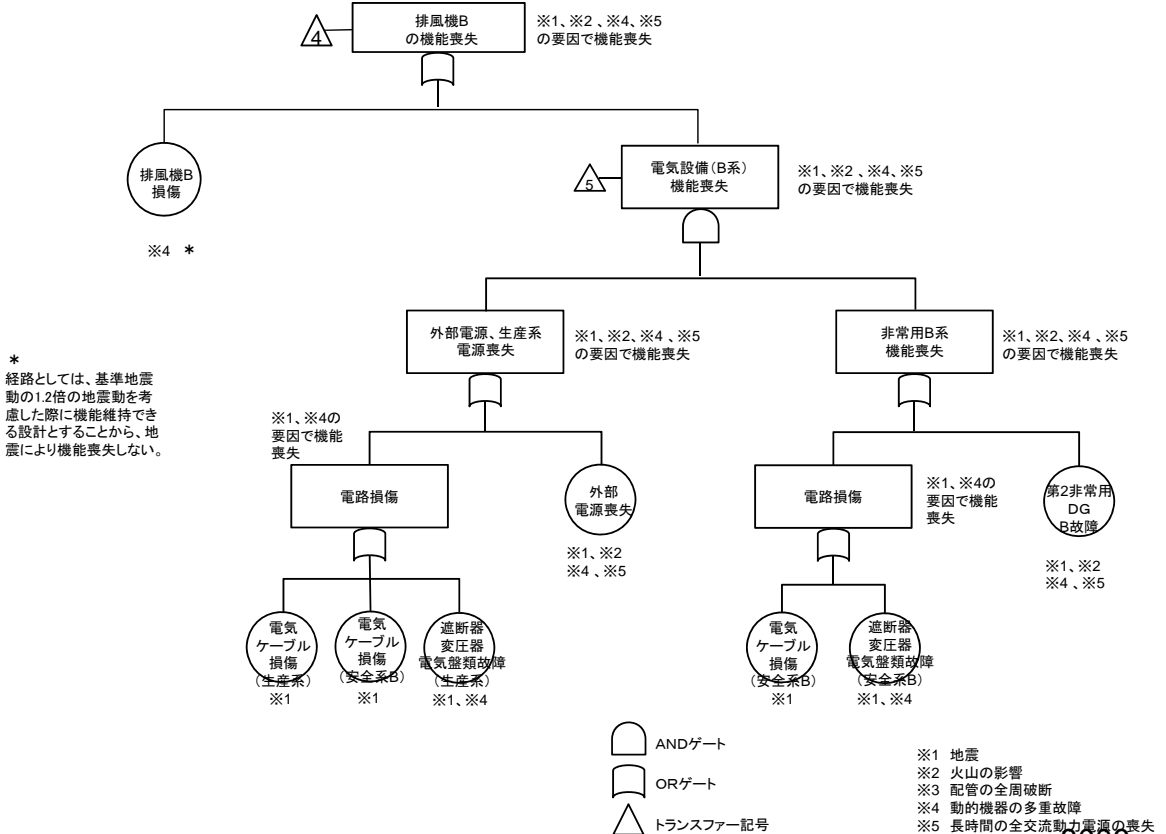 4
排風機B
の機能喪失
※1、※2 、※4、※5
の要因で機能喪失
排風機B
損傷
※4 *
5
電気設備(B系)
機能喪失
※1、※2 、※4、※5
の要因で機能喪失
外部電源、生産系
電源喪失
※1、※2、※4 、※5
の要因で機能喪失
非常用B系
機能喪失
※1、※2、※4 、※5
の要因で機能喪失
*
経路としては、基準地震
動の1.2倍の地震動を考
慮した際に機能維持でき
る設計とすることから、地
震により機能喪失しない。
※1、※4の
要因で機能
喪失
電路損傷
外部
電源喪失
※1、※2
※4 、※5
電路損傷
※1、※4の
要因で機能
喪失
第2非常用
DG
B故障
※1、※2
※4 、※5
電気
ケーブル
損傷
(生産系)
※1
電気
ケーブル
損傷
(安全系B)
※1
遮断器
変圧器
電気盤類故障
(生産系)
※1、※4
電気
ケーブル
損傷
(安全系B)
※1
遮断器
変圧器
電気盤類故障
(安全系B)
※1、※4
ANDゲート
ORゲート
トランスファー記号
※1 地震
※2 火山の影響
※3 配管の全周破断
※4 動的機器の多重故障
※5 長時間の全交流動力電源の喪失